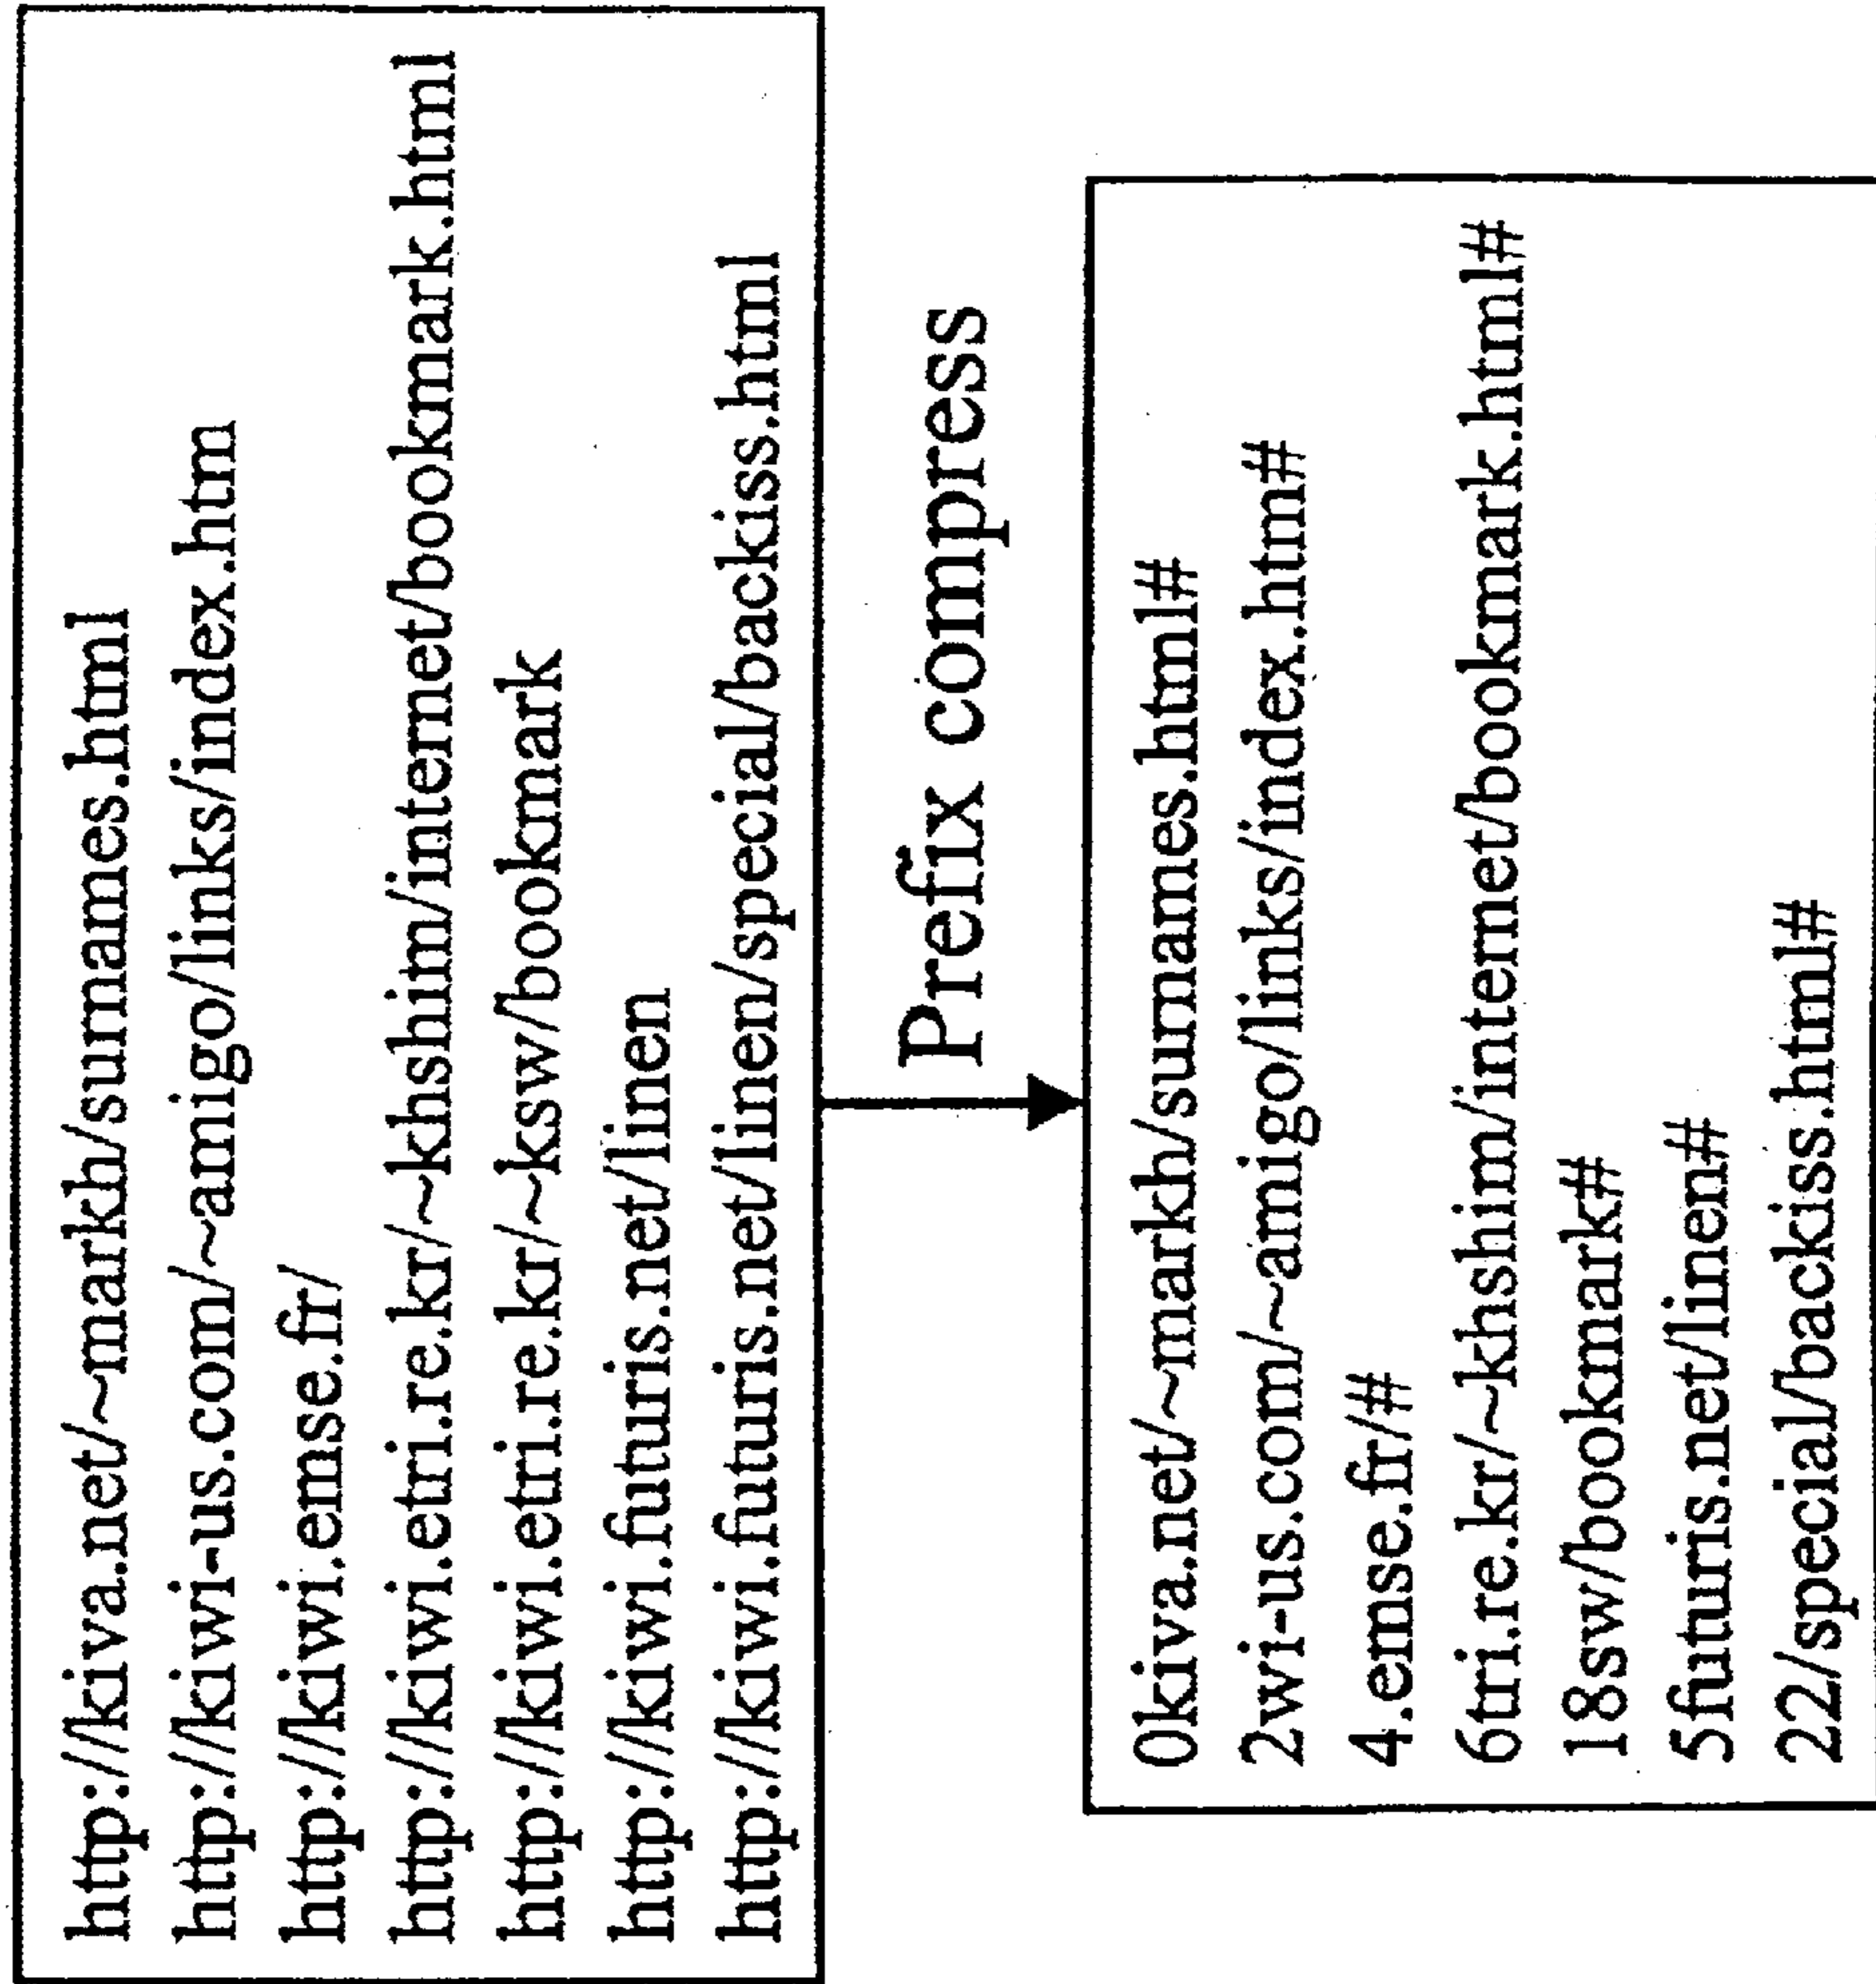 http://kiva.net/~markh/surnames.html
http://kiwi-us.com/~amigo/links/index.htm
http://kiwi.emse.fr/
http://kiwi.etri.re.kr/~khshim/internet/bookmark.html
http://kiwi.etri.re.kr/~ksw/bookmark
http://kiwi.futuris.net/linen
http://kiwi.futuris.net/linen/special/backiss.html
Prefix compress
0kiva.net/~markh/surnames.html#
2wi-us.com/~amigo/links/index.htm#
4.emse.fr/#
6tri.re.kr/~khshim/internet/bookmark.html#
18sw/bookmark#
5futuris.net/linen#
22/special/backiss.html#